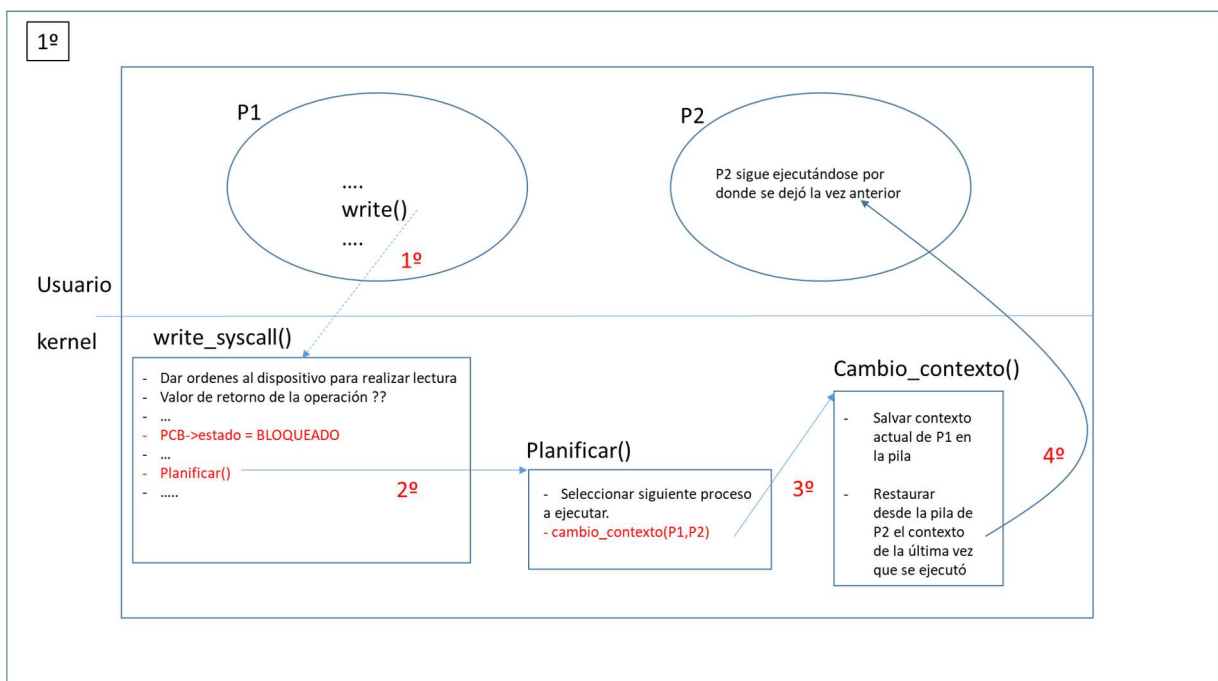 1º
P1
....
write()
....
1º
P2
P2 sigue ejecutándose por
donde se dejó la vez anterior
Usuario
kernel
write_syscall()
- Dar ordenes al dispositivo para realizar lectura
- Valor de retorno de la operación ??
- ...
- PCB->estado = BLOQUEADO
- ...
- Planificar()
- .....
2º
Planificar()
- Seleccionar siguiente proceso
a ejecutar.
- cambio_contexto(P1,P2)
3º
Cambio_contexto()
- Salvar contexto
actual de P1 en
la pila
- Restaurar
desde la pila de
P2 el contexto
de la última vez
que se ejecutó
4º